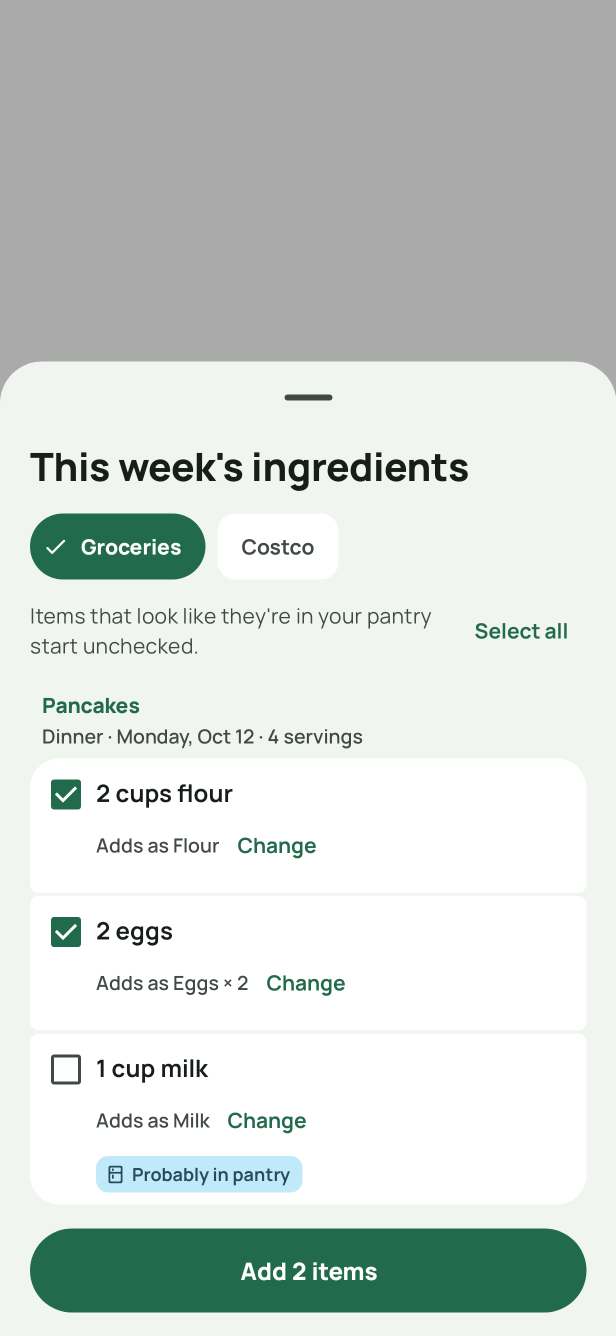 This week's ingredients
Groceries
Costco
Items that look like they're in your pantry
start unchecked.
Select all
Pancakes
Dinner · Monday, Oct 12 · 4 servings
2 cups flour
Adds as Flour Change
2 eggs
Adds as Eggs × 2 Change
1 cup milk
Adds as Milk Change
Probably in pantry
Add 2 items